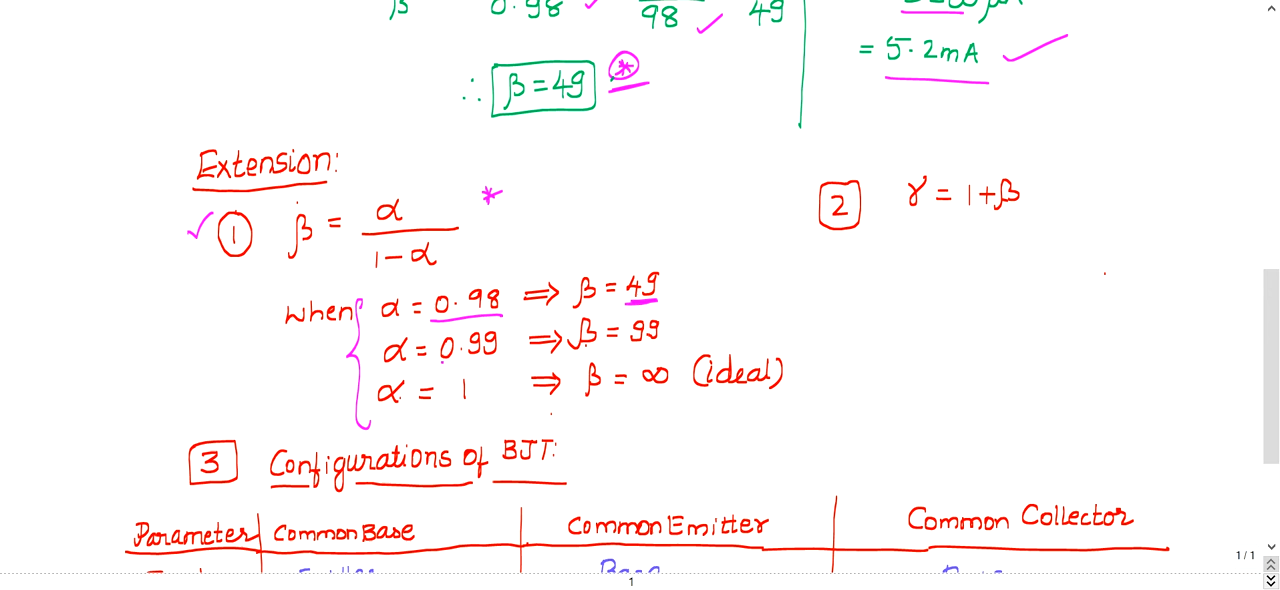 β 0.98 98 49
= 5.2mA
∴ β = 49 *
Extension:
① β = α / 1-α *
2 γ = 1+β
when α = 0.98 ⇒ β = 49
α = 0.99 ⇒ β = 99
α = 1 ⇒ β = ∞ (ideal)
3 Configurations of BJT:
Parameter Common Base Common Emitter Common Collector
Base
1/1
1